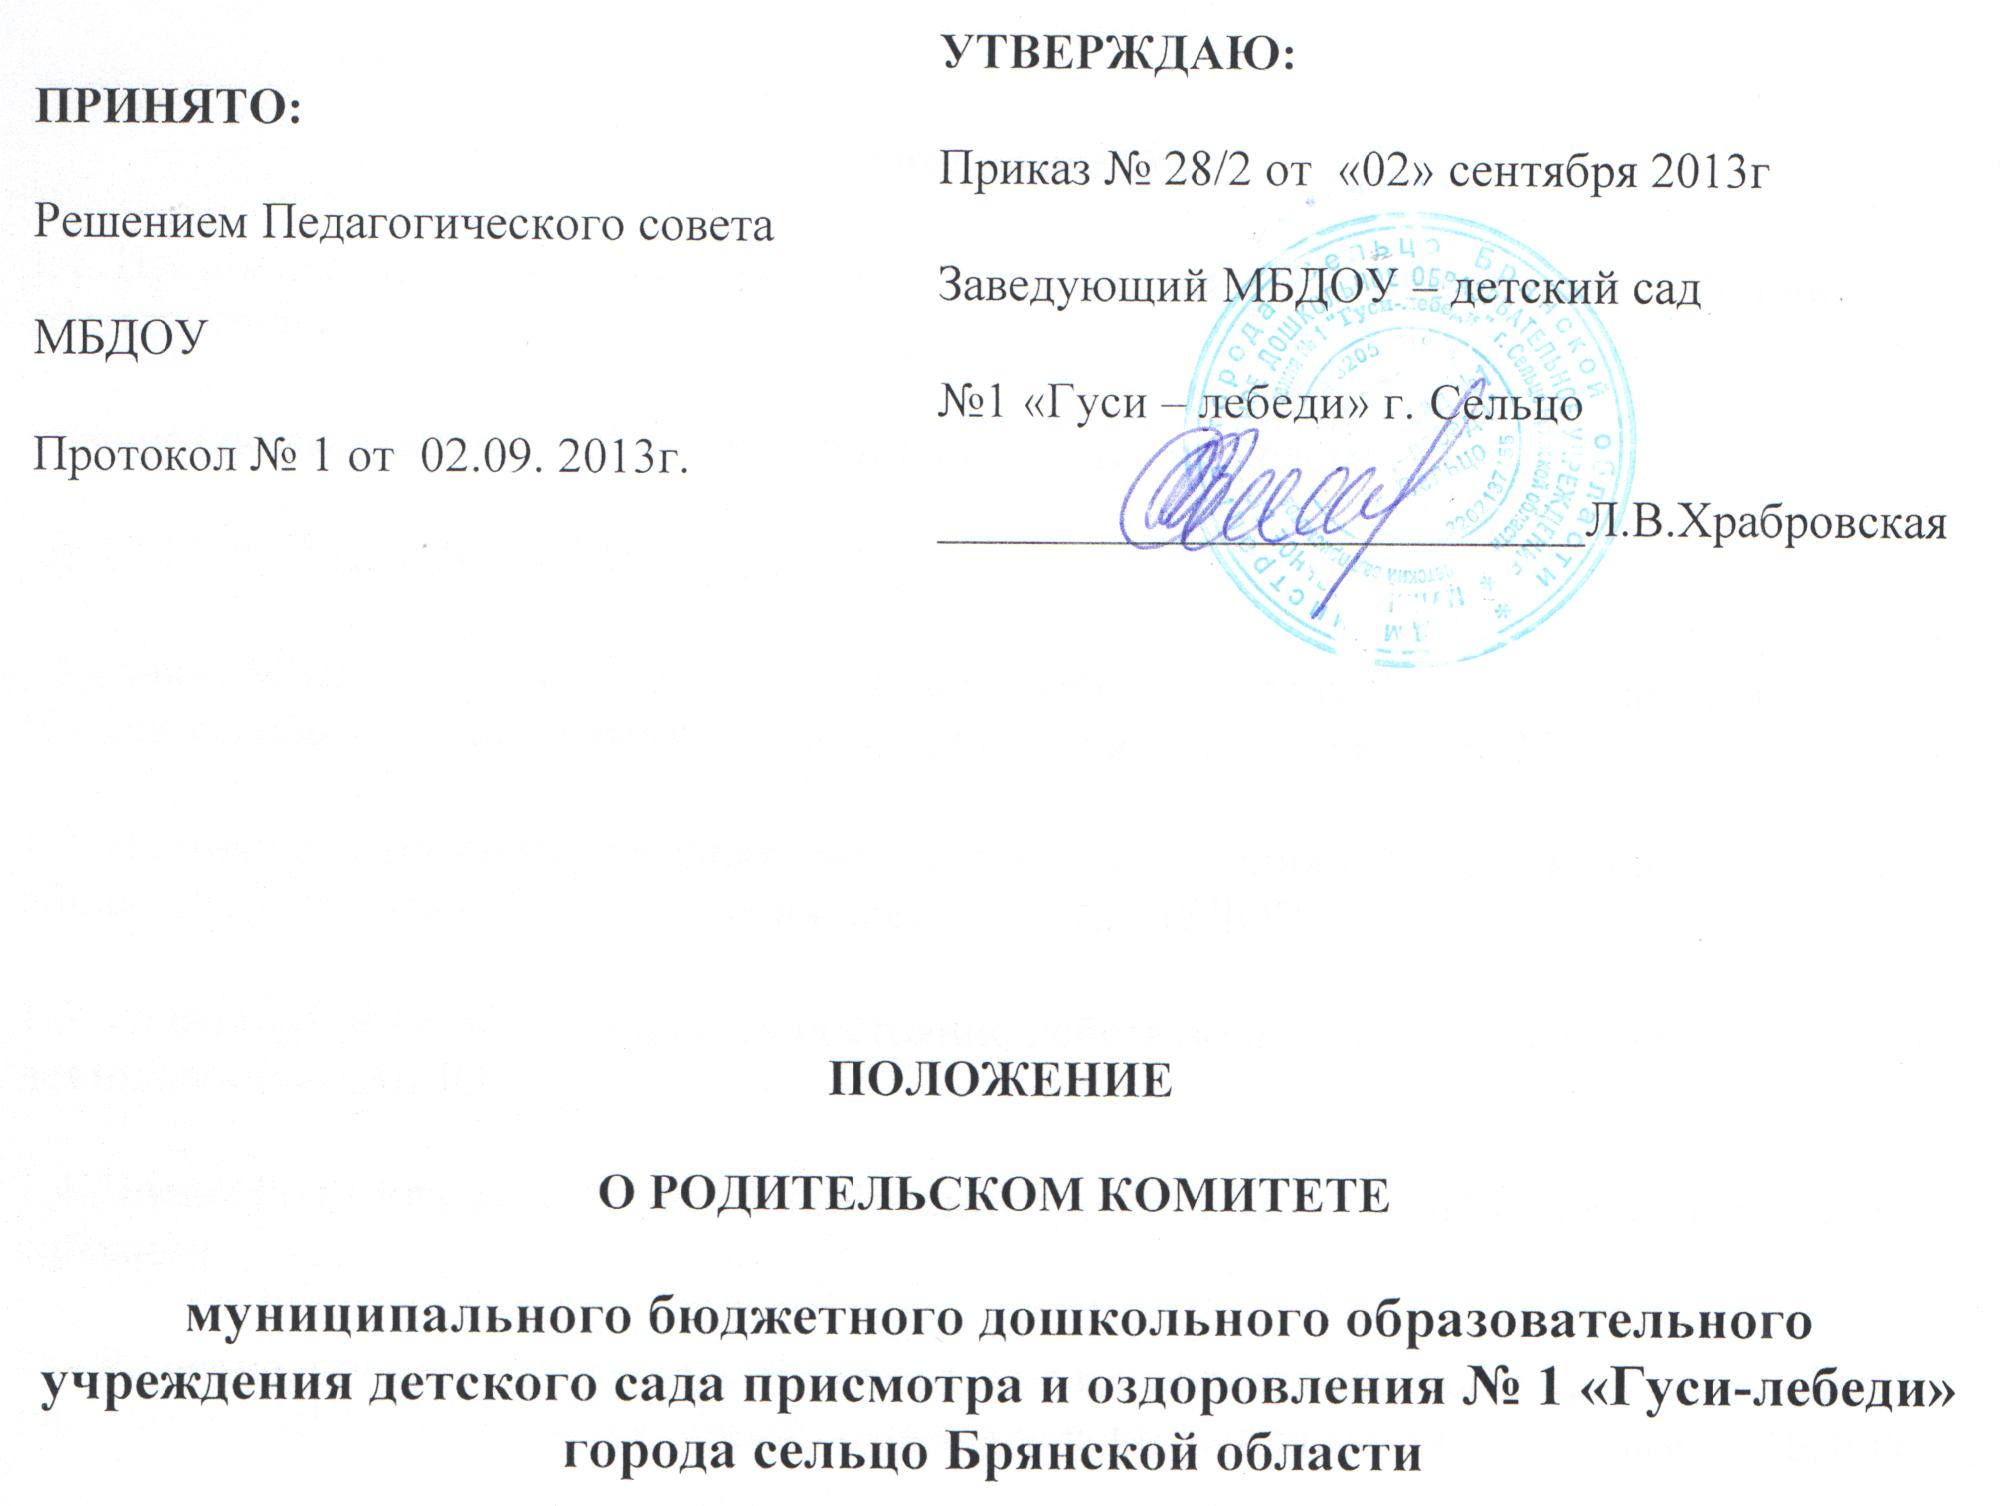 ПРИНЯТО:
Решением Педагогического совета
МБДОУ
Протокол № 1 от 02.09. 2013г.
УТВЕРЖДАЮ:
Приказ № 28/2 от «02» сентября 2013г
Заведующий МБДОУ – детский сад
№1 «Гуси – лебеди» г. Сельцо
Л.В.Храбровская
ПОЛОЖЕНИЕ
О РОДИТЕЛЬСКОМ КОМИТЕТЕ
муниципального бюджетного дошкольного образовательного
учреждения детского сада присмотра и оздоровления № 1 «Гуси-лебеди»
города сельцо Брянской области